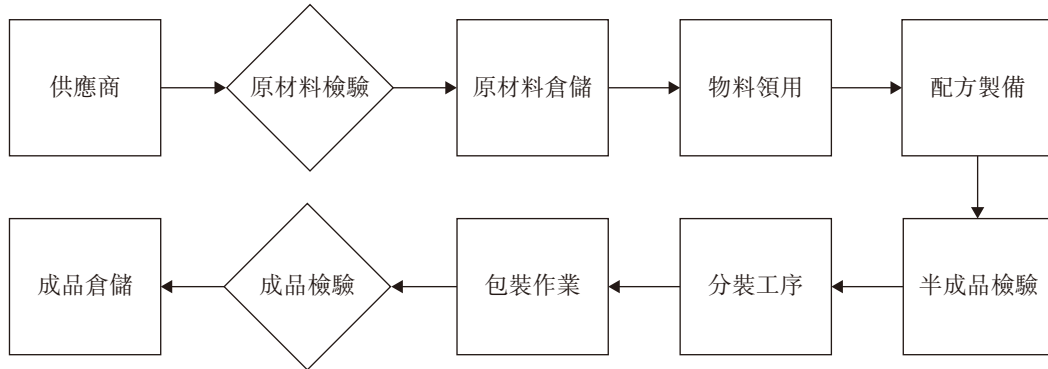 供應商
原材料檢驗
原材料倉儲
物料領用
配方製備
半成品檢驗
分裝工序
包裝作業
成品檢驗
成品倉儲